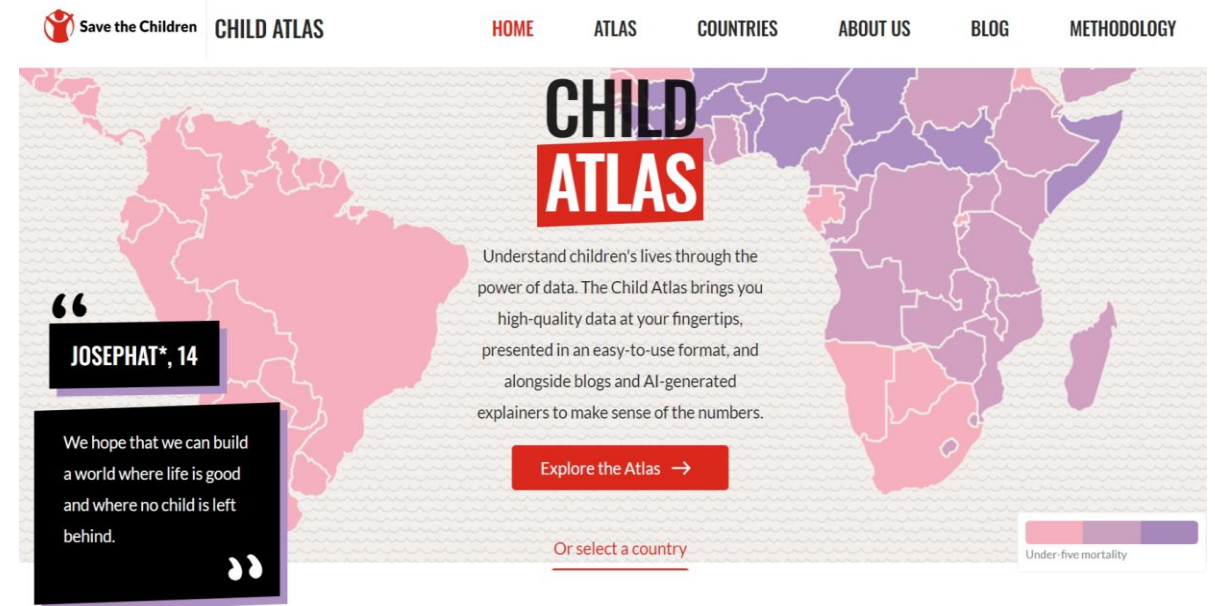 Save the Children
CHILD ATLAS
HOME
ATLAS
COUNTRIES
ABOUT US
BLOG
METHODOLOGY
CHILD
ATLAS
Understand children's lives through the
power of data. The Child Atlas brings you
high-quality data at your fingertips,
presented in an easy-to-use format, and
alongside blogs and AI-generated
explainers to make sense of the numbers.
Explore the Atlas →
Or select a country
“
JOSEPHAT*, 14
We hope that we can build
a world where life is good
and where no child is left
behind.
”
Under-five mortality